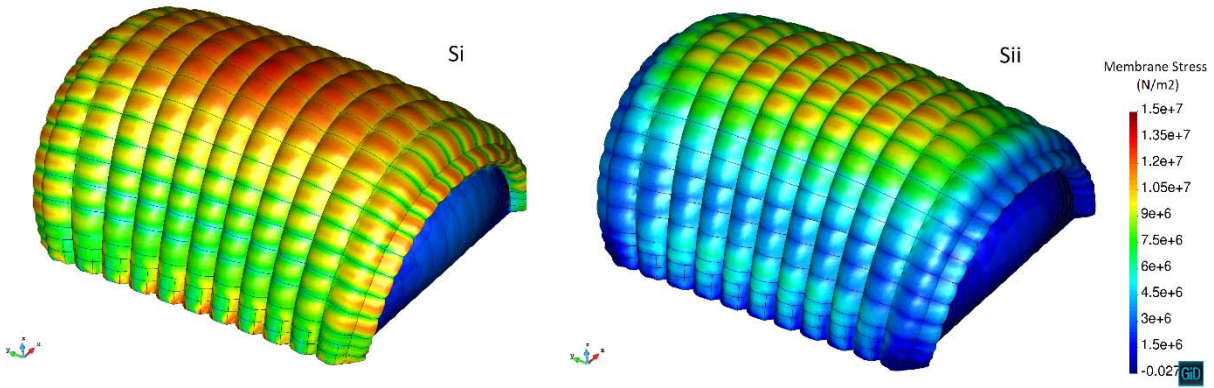 Si
Sii
Membrane Stress
(N/m2)
1.5e+7
1.35e+7
1.2e+7
1.05e+7
9e+6
7.5e+6
6e+6
4.5e+6
3e+6
1.5e+6
-0.027
GiD
z
y
x
z
y
x